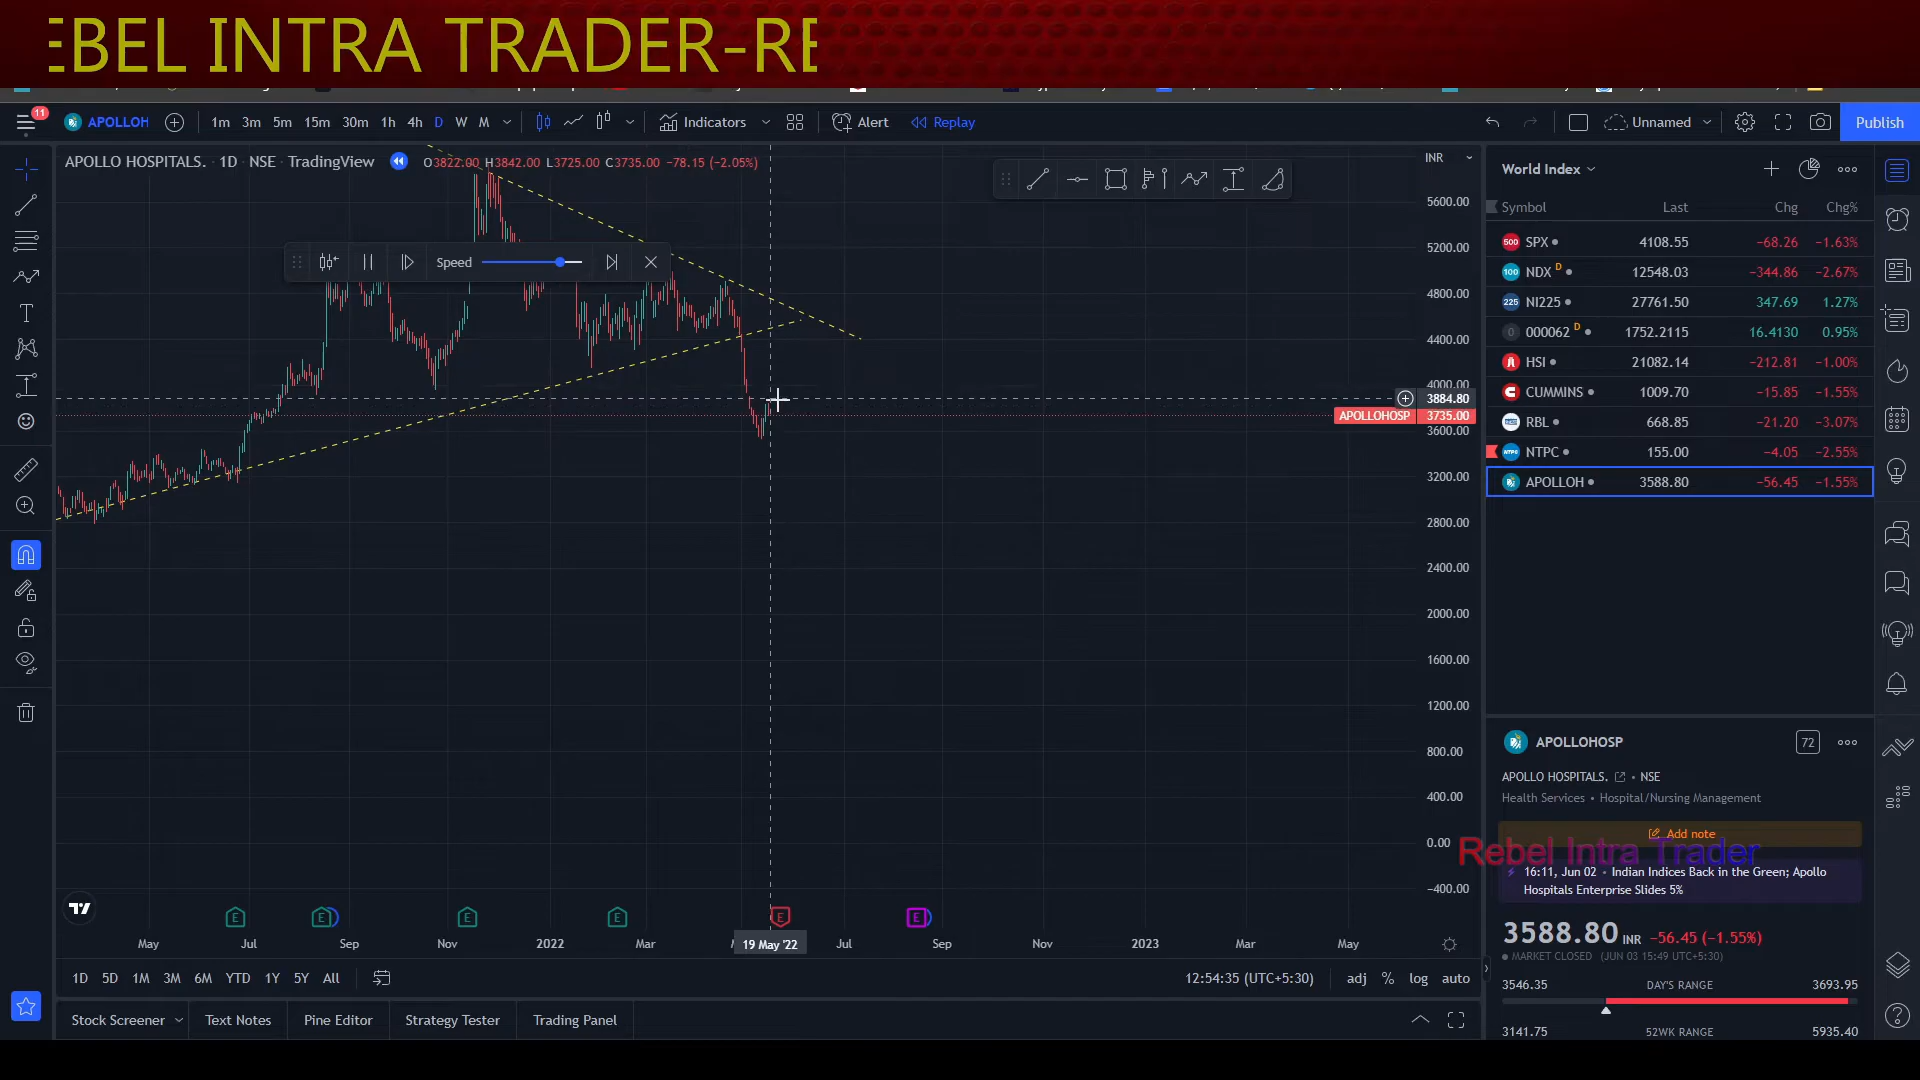 EBEL INTRA TRADER-RE
11
APOLLOH
1m 3m 5m 15m 30m 1h 4h D W M
Indicators
Alert
Replay
Unnamed
Publish
APOLLO HOSPITALS. · 1D · NSE · TradingView
O3822.00 H3842.00 L3725.00 C3735.00 −78.15 (−2.05%)
INR
Speed
5600.00
5200.00
4800.00
4400.00
4000.00
3884.80
APOLLOHOSP 3735.00
3600.00
3200.00
2800.00
2400.00
2000.00
1600.00
1200.00
800.00
400.00
0.00
−400.00
E E E E E E
May Jul Sep Nov 2022 Mar 19 May '22 Jul Sep Nov 2023 Mar May
1D 5D 1M 3M 6M YTD 1Y 5Y All
12:54:35 (UTC+5:30)
adj % log auto
Stock Screener
Text Notes
Pine Editor
Strategy Tester
Trading Panel
World Index
Symbol Last Chg Chg%
500 SPX 4108.55 −68.26 −1.63%
100 NDX D 12548.03 −344.86 −2.67%
225 NI225 27761.50 347.69 1.27%
0 000062 D 1752.2115 16.4130 0.95%
HSI 21082.14 −212.81 −1.00%
CUMMINS 1009.70 −15.85 −1.55%
RBL 668.85 −21.20 −3.07%
NTPC 155.00 −4.05 −2.55%
APOLLOH 3588.80 −56.45 −1.55%
APOLLOHOSP
72
APOLLO HOSPITALS. • NSE
Health Services • Hospital/Nursing Management
Add note
Rebel Intra Trader
16:11, Jun 02 • Indian Indices Back in the Green; Apollo
Hospitals Enterprise Slides 5%
3588.80 INR −56.45 (−1.55%)
MARKET CLOSED (JUN 03 15:49 UTC+5:30)
3546.35 DAY'S RANGE 3693.95
3141.75 52WK RANGE 5935.40